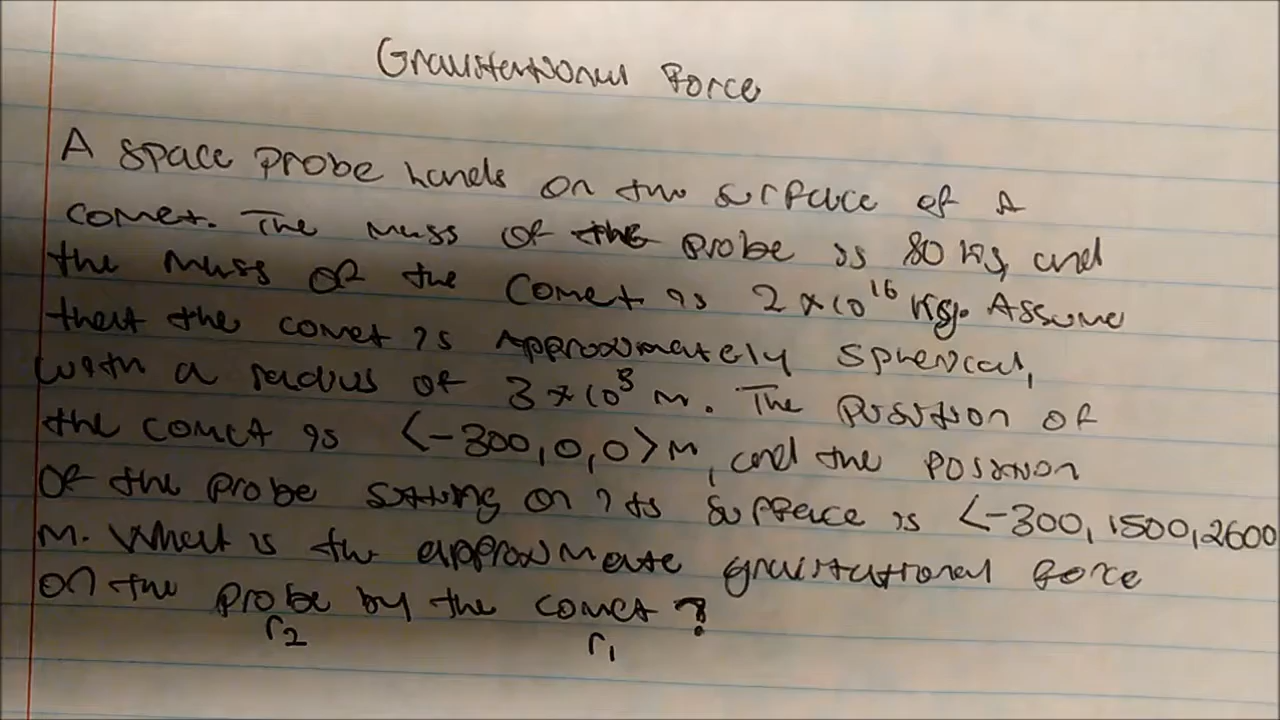 Gravitational Force
A space probe lands on the surface of a
comet. The mass of the probe is 80 kg, and
the mass of the comet is 2 × 10^16 kg. Assume
that the comet is approximately spherical,
with a radius of 3 × 10^3 m. The position of
the comet is <-300, 0, 0> m, and the position
of the probe sitting on its surface is <-300, 1500, 2600
m. What is the approximate gravitational force
on the probe by the comet?
r2 r1